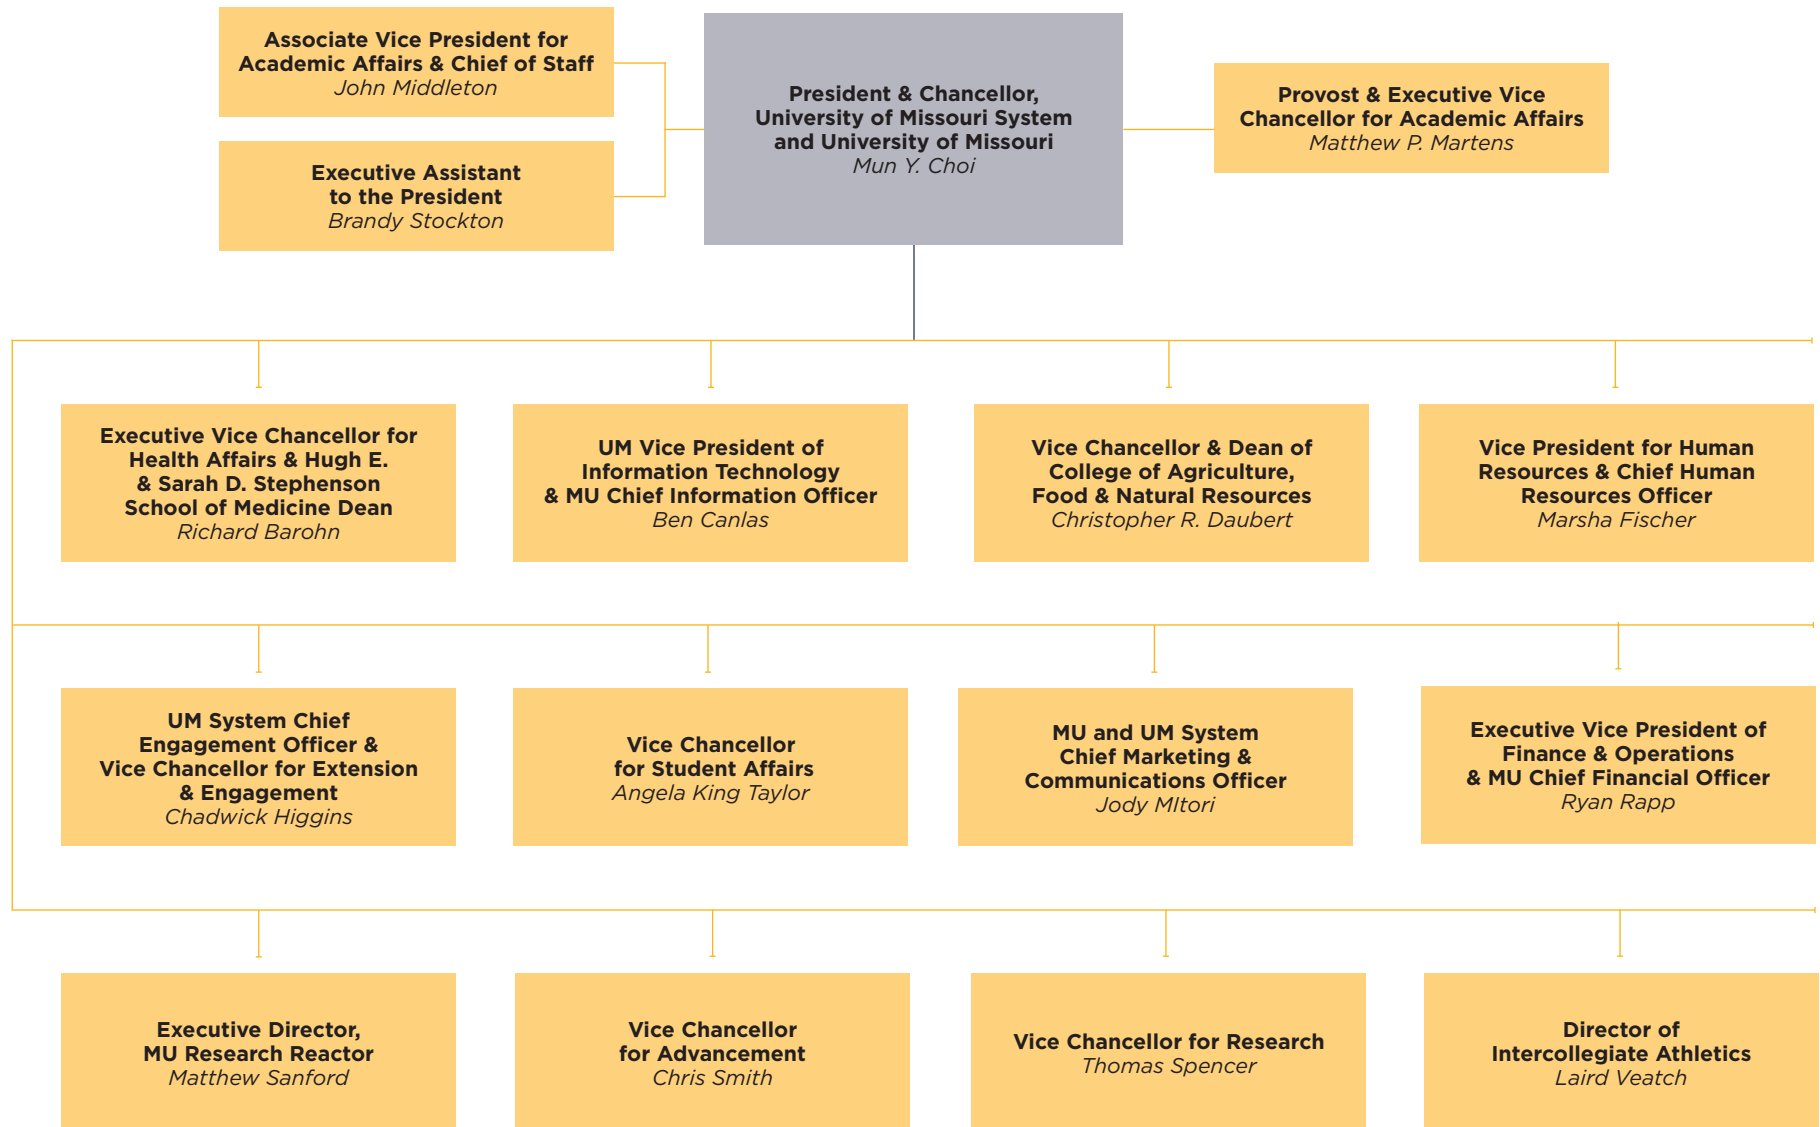 Associate Vice President for
Academic Affairs & Chief of Staff
John Middleton
Executive Assistant
to the President
Brandy Stockton
President & Chancellor,
University of Missouri System
and University of Missouri
Mun Y. Choi
Provost & Executive Vice
Chancellor for Academic Affairs
Matthew P. Martens
Executive Vice Chancellor for
Health Affairs & Hugh E.
& Sarah D. Stephenson
School of Medicine Dean
Richard Barohn
UM Vice President of
Information Technology
& MU Chief Information Officer
Ben Canlas
Vice Chancellor & Dean of
College of Agriculture,
Food & Natural Resources
Christopher R. Daubert
Vice President for Human
Resources & Chief Human
Resources Officer
Marsha Fischer
UM System Chief
Engagement Officer &
Vice Chancellor for Extension
& Engagement
Chadwick Higgins
Vice Chancellor
for Student Affairs
Angela King Taylor
MU and UM System
Chief Marketing &
Communications Officer
Jody MItori
Executive Vice President of
Finance & Operations
& MU Chief Financial Officer
Ryan Rapp
Executive Director,
MU Research Reactor
Matthew Sanford
Vice Chancellor
for Advancement
Chris Smith
Vice Chancellor for Research
Thomas Spencer
Director of
Intercollegiate Athletics
Laird Veatch